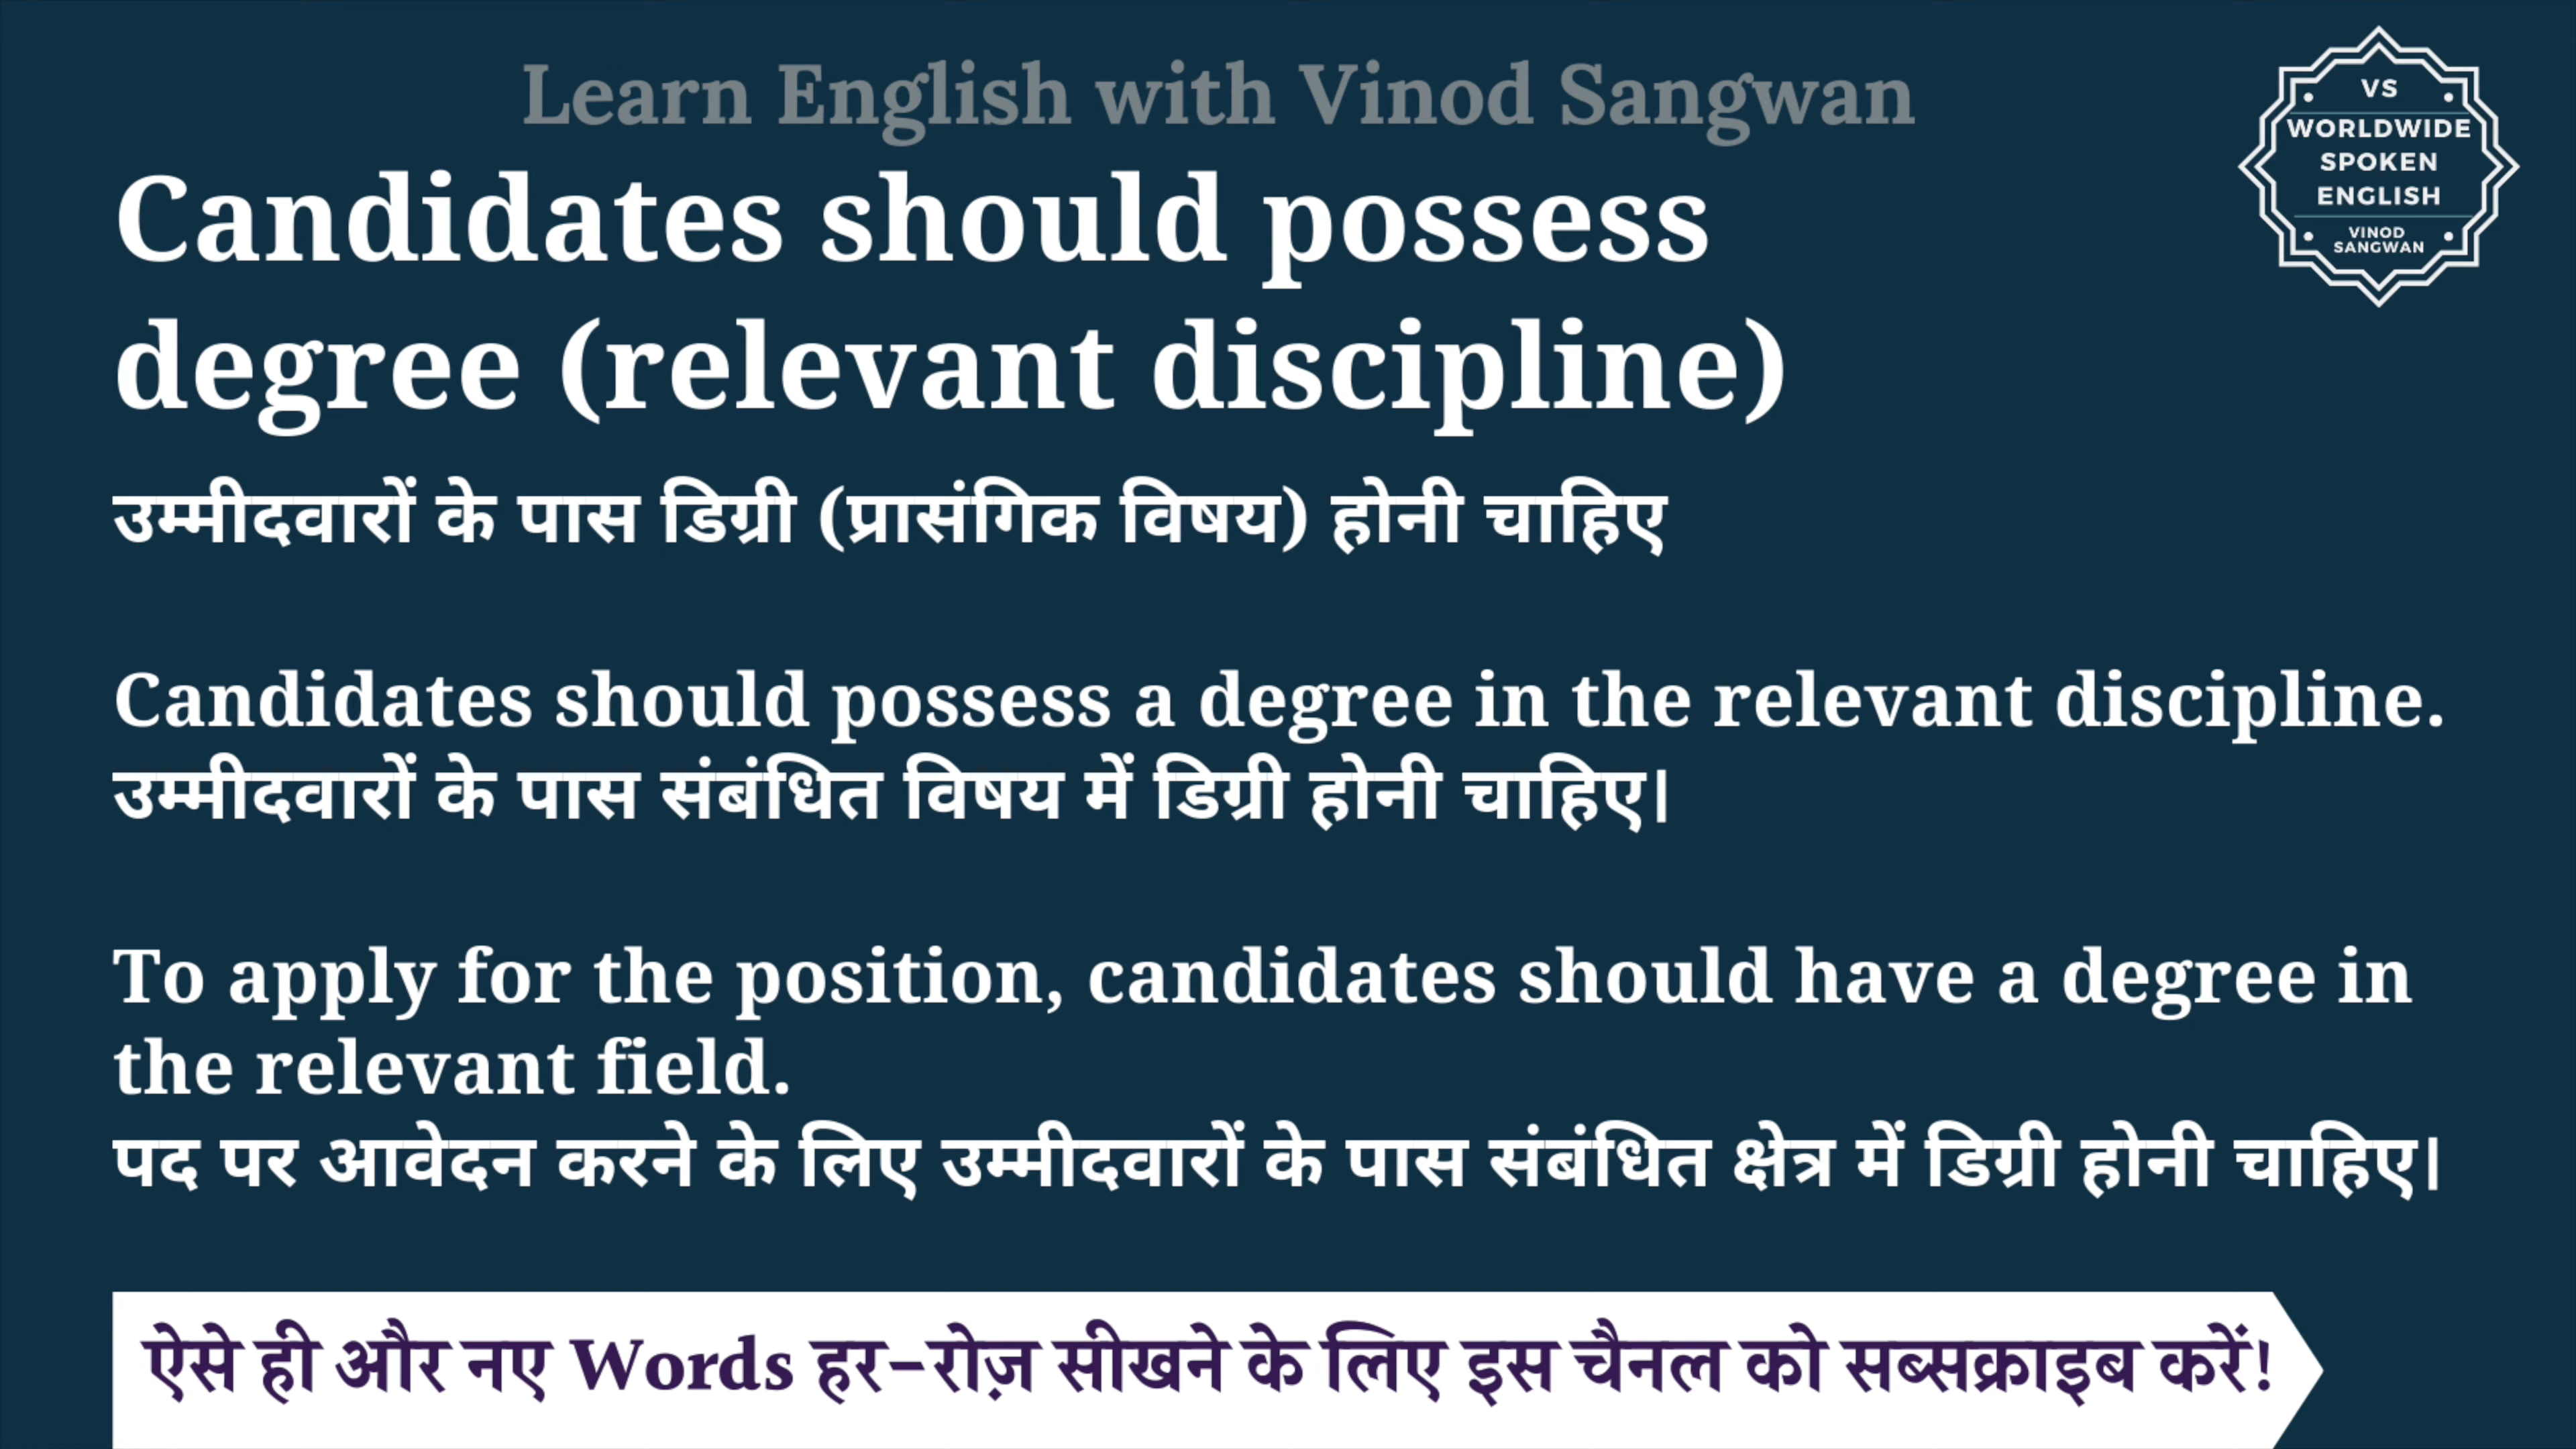 Learn English with Vinod Sangwan
VS
WORLDWIDE
SPOKEN
ENGLISH
VINOD
SANGWAN
Candidates should possess
degree (relevant discipline)
उम्मीदवारों के पास डिग्री (प्रासंगिक विषय) होनी चाहिए
Candidates should possess a degree in the relevant discipline.
उम्मीदवारों के पास संबंधित विषय में डिग्री होनी चाहिए।
To apply for the position, candidates should have a degree in
the relevant field.
पद पर आवेदन करने के लिए उम्मीदवारों के पास संबंधित क्षेत्र में डिग्री होनी चाहिए।
ऐसे ही और नए Words हर-रोज़ सीखने के लिए इस चैनल को सब्सक्राइब करें!